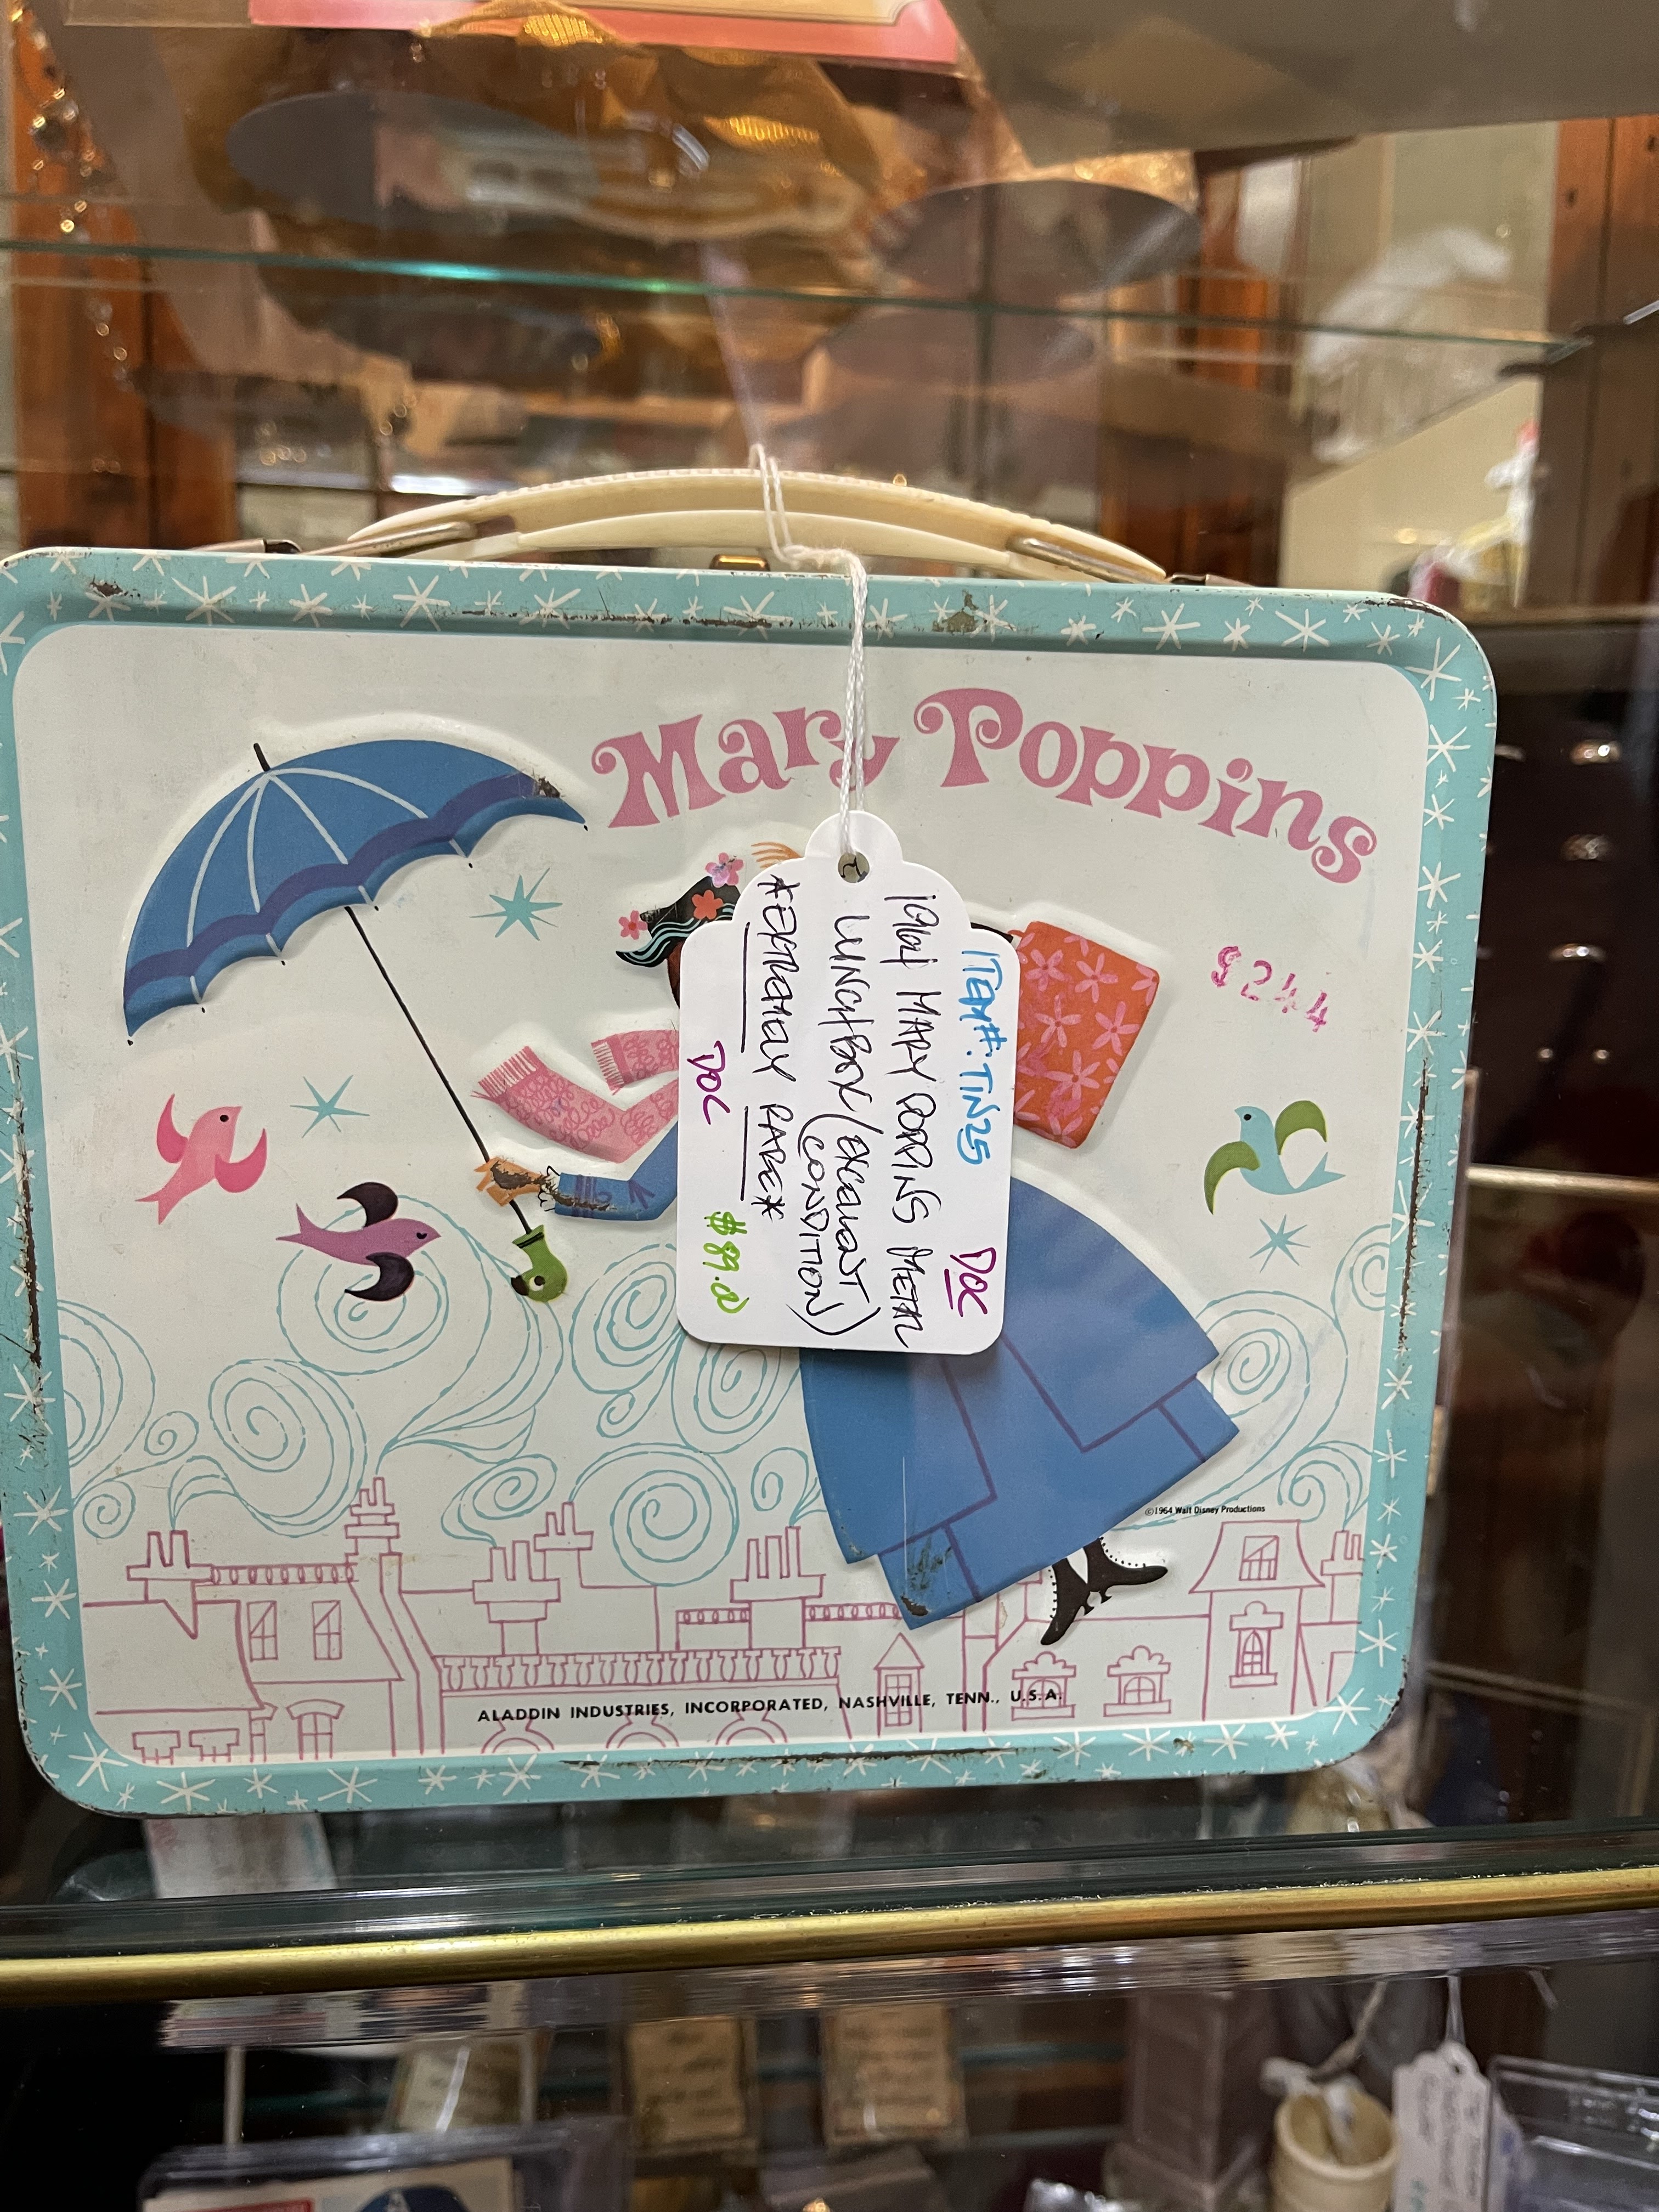 Mary Poppins
S244
ITEM#: TIN25
DOC
1964 MARY POPPINS METAL
LUNCHBOX (EXCELLENT
CONDITION)
*EXTREMELY RARE*
DOC
$89.00
©1964 Walt Disney Productions
ALADDIN INDUSTRIES, INCORPORATED, NASHVILLE, TENN., U.S.A.